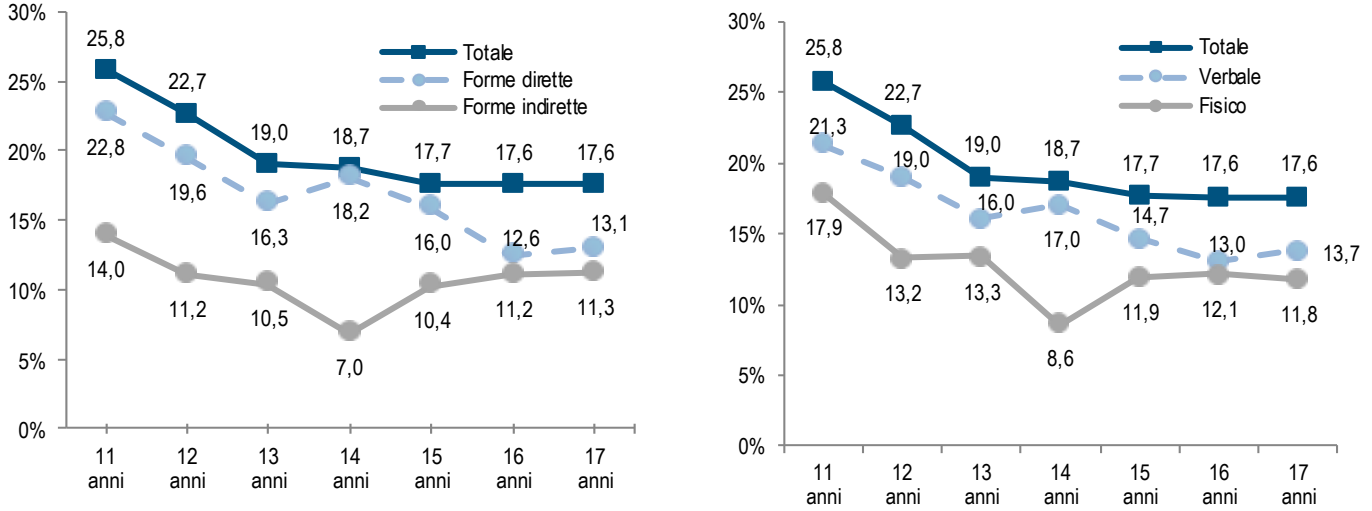 30%
25%
20%
15%
10%
5%
0%
Totale
Forme dirette
Forme indirette
25,8
22,7
19,0
18,7
17,7
17,6
17,6
22,8
19,6
16,3
18,2
16,0
12,6
13,1
14,0
11,2
10,5
7,0
10,4
11,2
11,3
11 anni
12 anni
13 anni
14 anni
15 anni
16 anni
17 anni
30%
25%
20%
15%
10%
5%
0%
Totale
Verbale
Fisico
25,8
22,7
19,0
18,7
17,7
17,6
17,6
21,3
19,0
16,0
17,0
14,7
13,0
13,7
17,9
13,2
13,3
8,6
11,9
12,1
11,8
11 anni
12 anni
13 anni
14 anni
15 anni
16 anni
17 anni